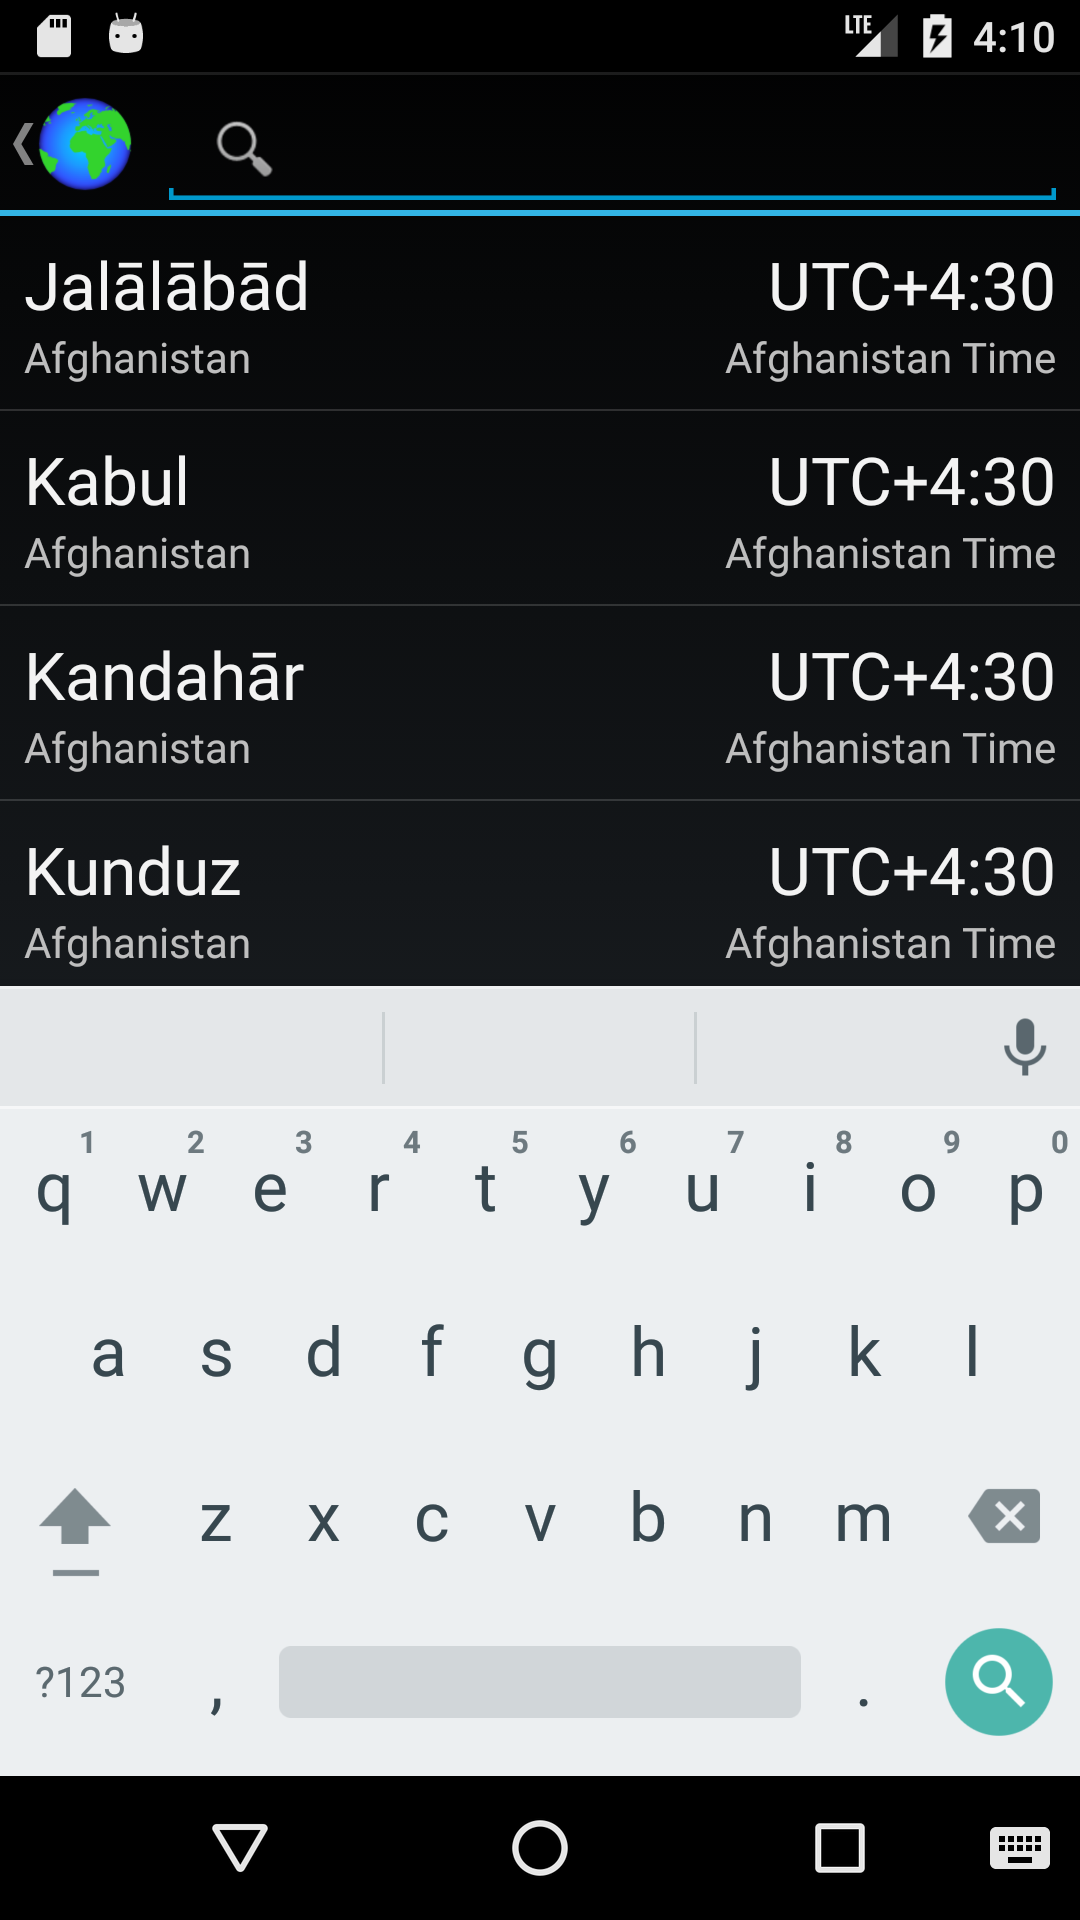 LTE 4:10
Jalālābād UTC+4:30
Afghanistan Afghanistan Time
Kabul UTC+4:30
Afghanistan Afghanistan Time
Kandahār UTC+4:30
Afghanistan Afghanistan Time
Kunduz UTC+4:30
Afghanistan Afghanistan Time
1 2 3 4 5 6 7 8 9 0
q w e r t y u i o p
a s d f g h j k l
z x c v b n m
?123 , .